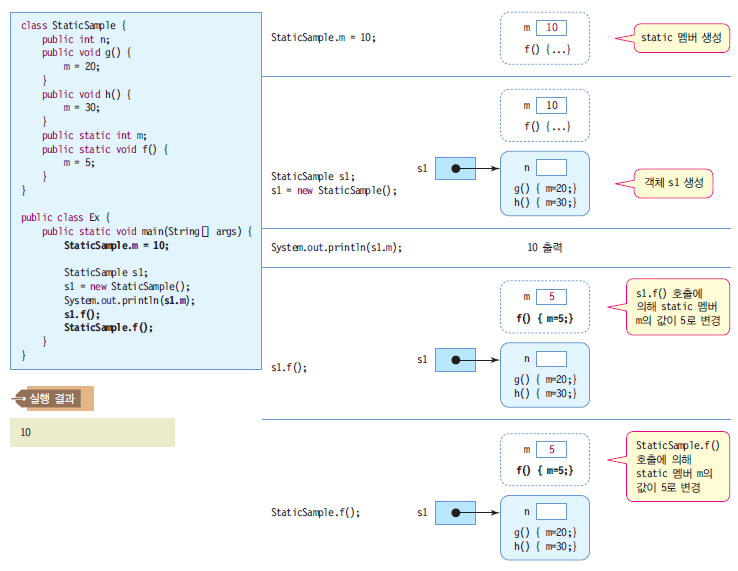 class StaticSample {
public int n;
public void g() {
m = 20;
}
public void h() {
m = 30;
}
public static int m;
public static void f() {
m = 5;
}
}
public class Ex {
public static void main(String[] args) {
StaticSample.m = 10;
StaticSample s1;
s1 = new StaticSample();
System.out.println(s1.m);
s1.f();
StaticSample.f();
}
}
실행 결과
10
StaticSample.m = 10;
m 10
f() {...}
static 멤버 생성
StaticSample s1;
s1 = new StaticSample();
m 10
f() {...}
s1
n
g() { m=20;}
h() { m=30;}
객체 s1 생성
System.out.println(s1.m);
10 출력
s1.f();
m 5
f() { m=5;}
s1
n
g() { m=20;}
h() { m=30;}
s1.f() 호출에
의해 static 멤버
m의 값이 5로 변경
StaticSample.f();
m 5
f() { m=5;}
s1
n
g() { m=20;}
h() { m=30;}
StaticSample.f()
호출에 의해
static 멤버 m의
값이 5로 변경